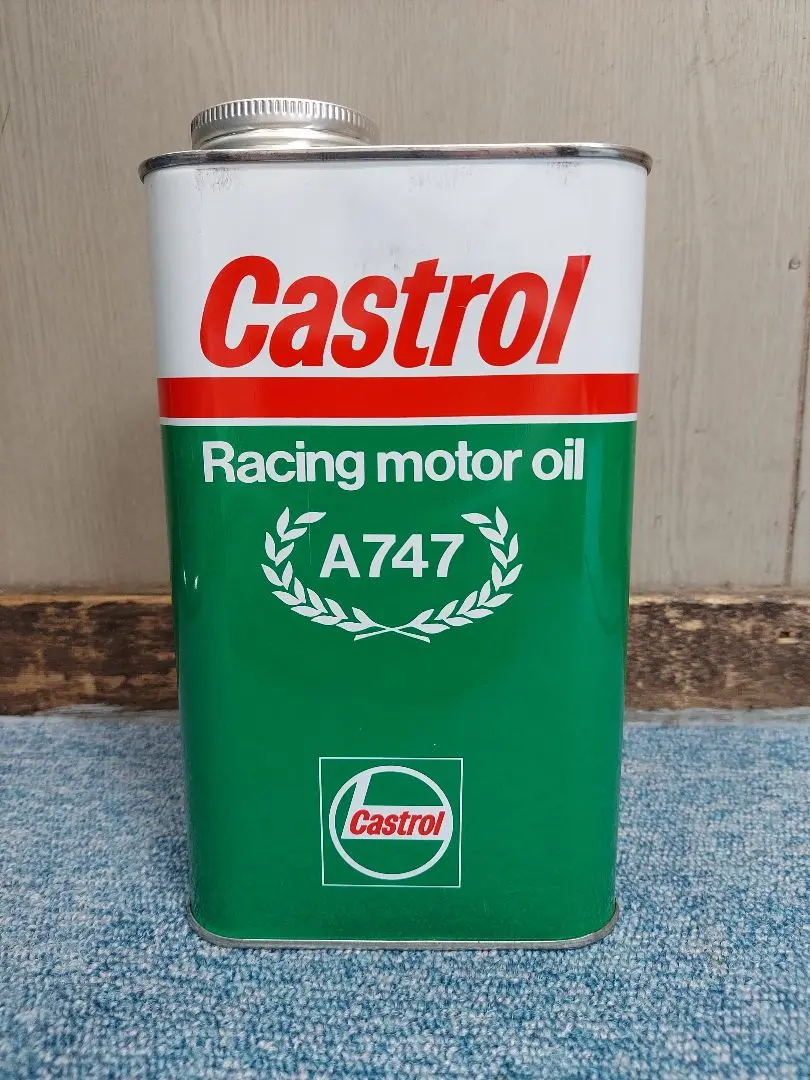 Castrol
Racing motor oil
A747
Castrol